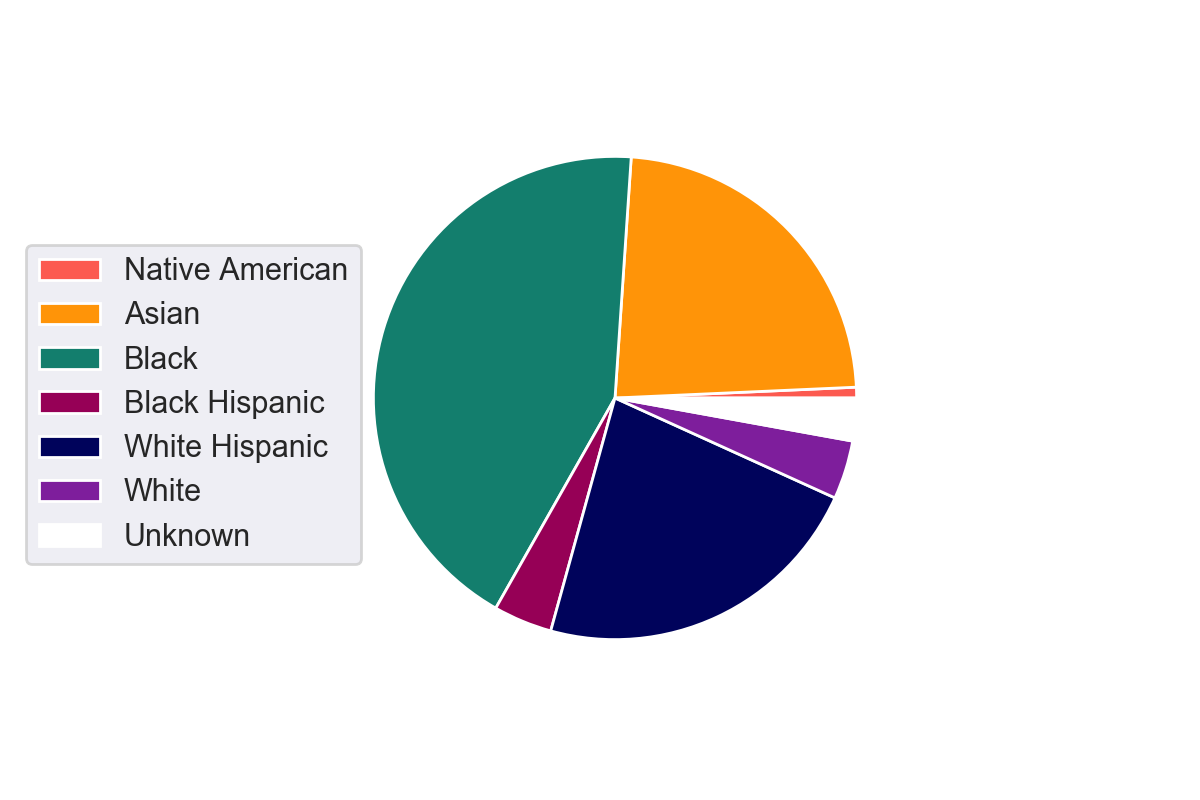 Native American
Asian
Black
Black Hispanic
White Hispanic
White
Unknown